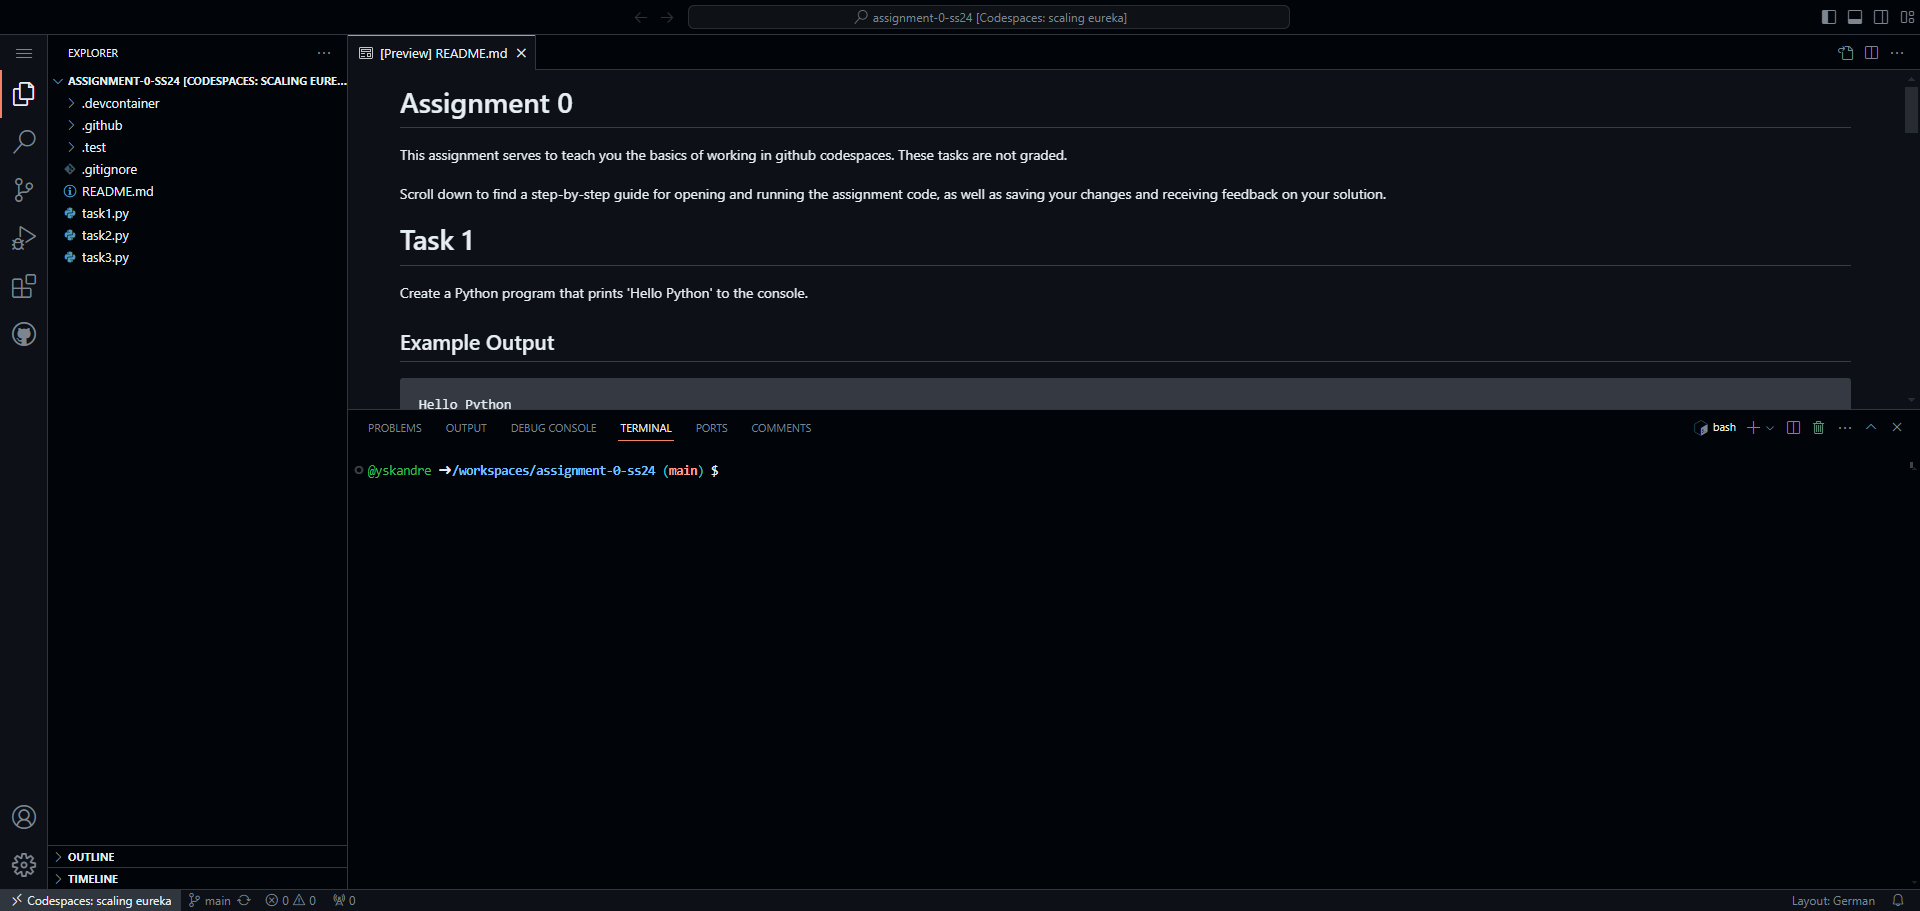 assignment-0-ss24 [Codespaces: scaling eureka]
EXPLORER
[Preview] README.md
ASSIGNMENT-0-SS24 [CODESPACES: SCALING EURE...
.devcontainer
.github
.test
.gitignore
README.md
task1.py
task2.py
task3.py
OUTLINE
TIMELINE
Assignment 0
This assignment serves to teach you the basics of working in github codespaces. These tasks are not graded.
Scroll down to find a step-by-step guide for opening and running the assignment code, as well as saving your changes and receiving feedback on your solution.
Task 1
Create a Python program that prints 'Hello Python' to the console.
Example Output
Hello Python
PROBLEMS OUTPUT DEBUG CONSOLE TERMINAL PORTS COMMENTS
bash
@yskandre ➜/workspaces/assignment-0-ss24 (main) $
Codespaces: scaling eureka main 0 0 0
Layout: German